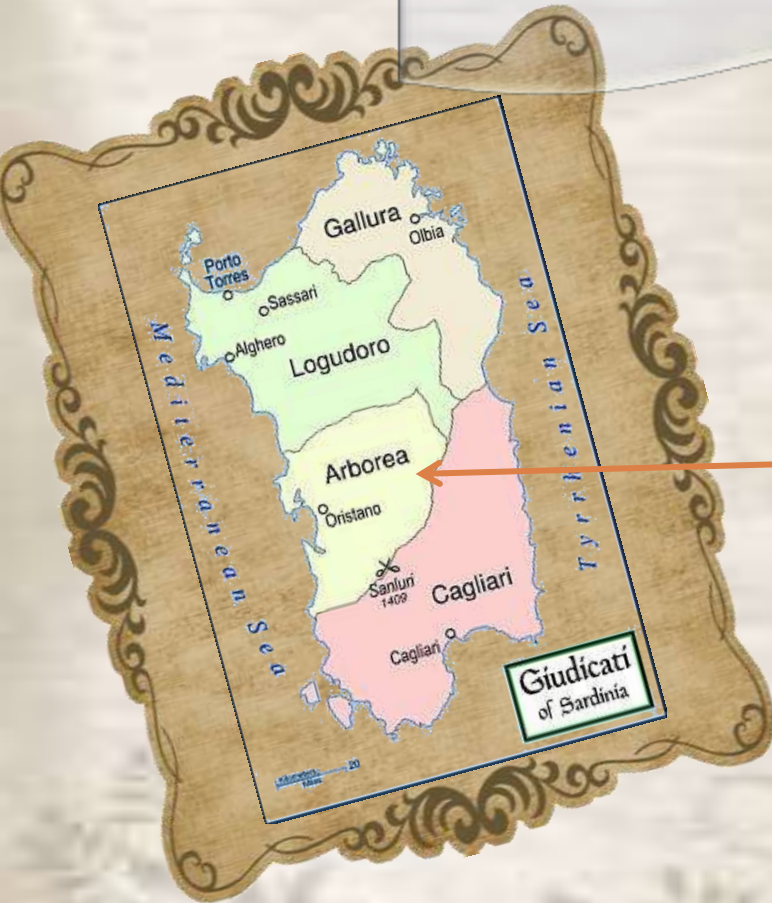 Gallura
Olbia
Porto
Torres
Sassari
Alghero
Logudoro
Mediterranean Sea
Tyrrhenian Sea
Arborea
Oristano
Sanluri
1409
Cagliari
Cagliari
Giudicati
of Sardinia
20